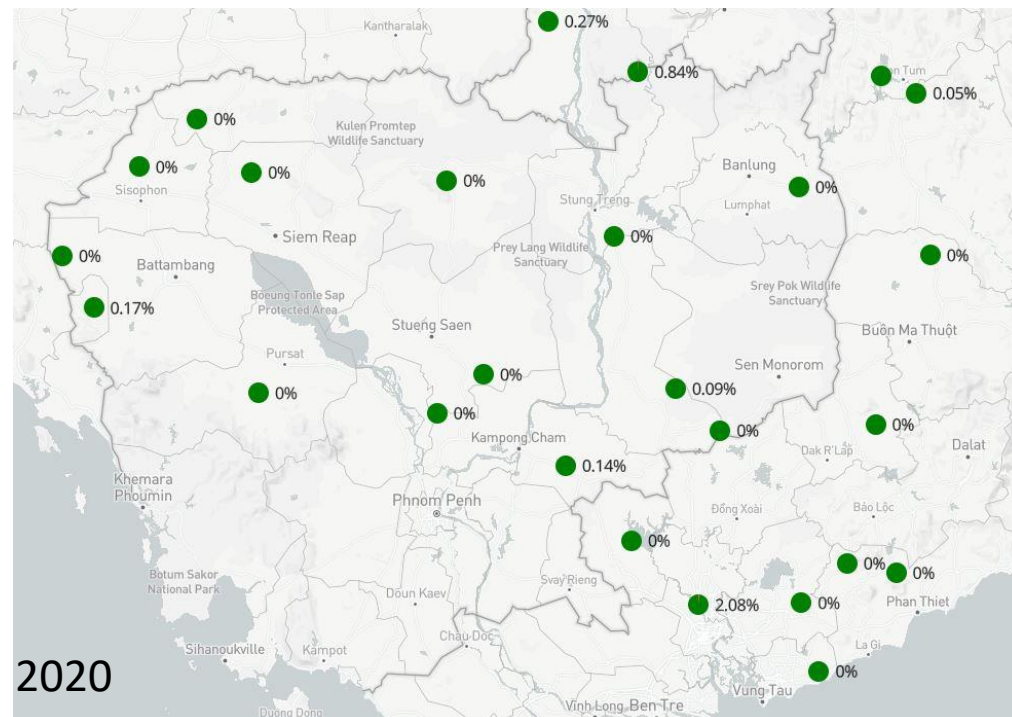 Kantharalak
0.27%
0.84%
on Tum
0.05%
0%
Kulen Promtep
Wildlife Sanctuary
0%
Sisophon
0%
0%
Banlung
0%
Lumphat
Stung Treng
Siem Reap
0%
Prey Lang Wildlife
Sanctuary
0%
0%
Battambang
Boeung Tonle Sap
Protected Area
Srey Pok Wildlife
Sanctuary
0.17%
Stueng Saen
Buôn Ma Thuột
Pursat
Sen Monorom
0%
0%
0.09%
0%
Kampong Cham
0%
0%
Dak R'Lap
Dalat
0.14%
Khemara
Phoumin
Phnom Penh
Đồng Xoài
Bảo Lộc
0%
0%
0%
Botum Sakor
National Park
Svay Rieng
Doun Kaev
2.08%
0%
Phan Thiet
Chau Doc
La Gi
Sihanoukville
Kampot
0%
2020
Vung Tau
Vinh Long
Ben Tre
Duong Dong